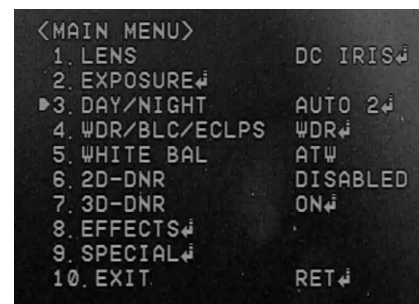 <MAIN MENU>
1. LENS DC IRIS↲
2. EXPOSURE↲
3. DAY/NIGHT AUTO 2↲
4. WDR/BLC/ECLPS WDR↲
5. WHITE BAL ATW
6. 2D-DNR DISABLED
7. 3D-DNR ON↲
8. EFFECTS↲
9. SPECIAL↲
10. EXIT RET↲